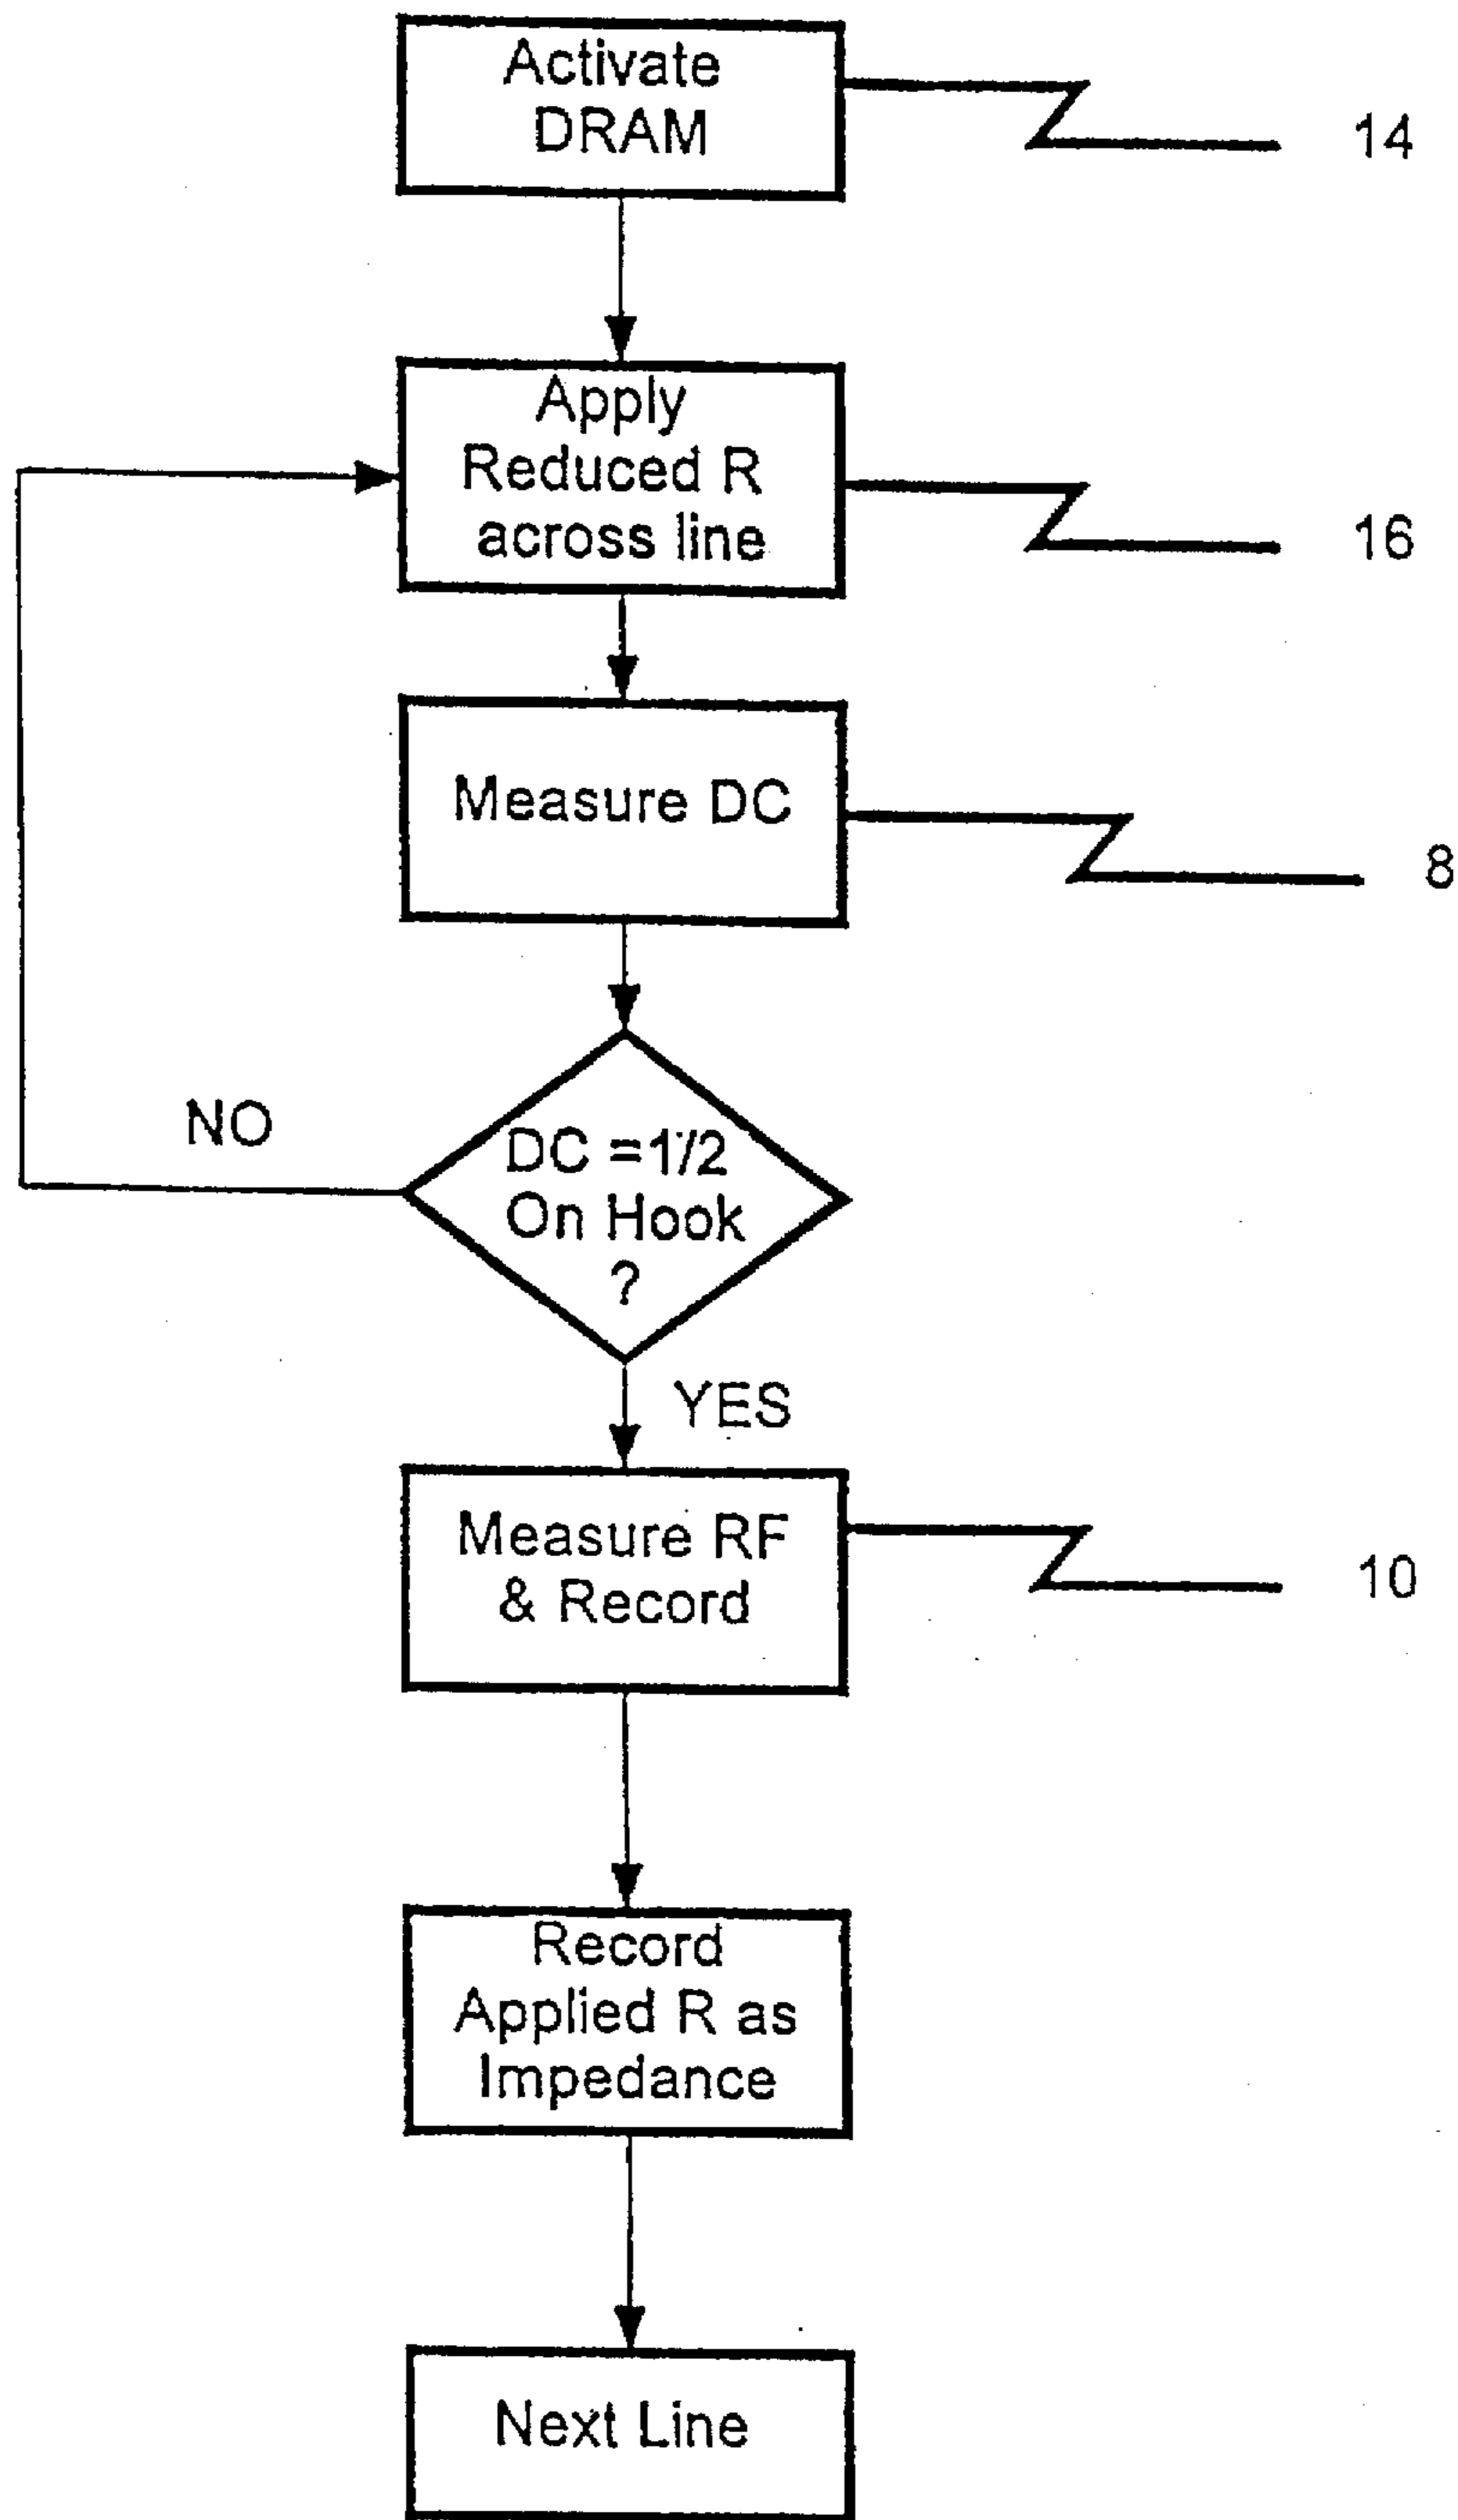 Activate
DRAM
14
Apply
Reduced R
across line
16
Measure DC
8
NO
DC =1/2
On Hook
?
YES
Measure RF
& Record
10
Record
Applied R as
Impedance
Next Line